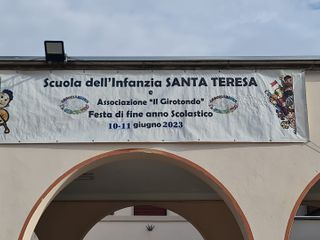 Scuola dell'Infanzia SANTA TERESA
e
Associazione "Il Girotondo"
Festa di fine anno Scolastico
10-11 giugno 2023